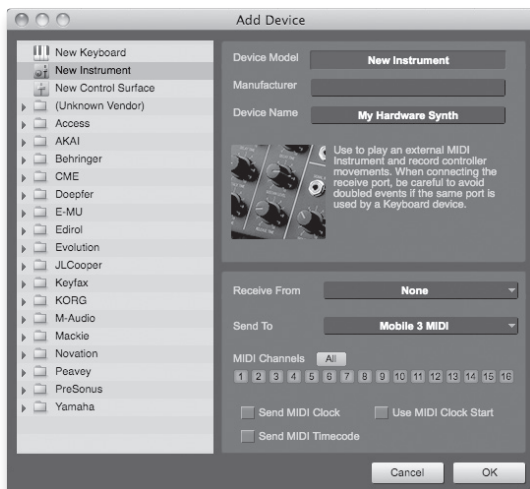 Add Device
New Keyboard
New Instrument
New Control Surface
(Unknown Vendor)
Access
AKAI
Behringer
CME
Doepfer
E-MU
Edirol
Evolution
JLCooper
Keyfax
KORG
M-Audio
Mackie
Novation
Peavey
PreSonus
Yamaha
Device Model New Instrument
Manufacturer
Device Name My Hardware Synth
Use to play an external MIDI
Instrument and record controller
movements. When connecting the
receive port, be careful to avoid
doubled events if the same port is
used by a Keyboard device.
Receive From None
Send To Mobile 3 MIDI
MIDI Channels All
1 2 3 4 5 6 7 8 9 10 11 12 13 14 15 16
Send MIDI Clock Use MIDI Clock Start
Send MIDI Timecode
Cancel OK